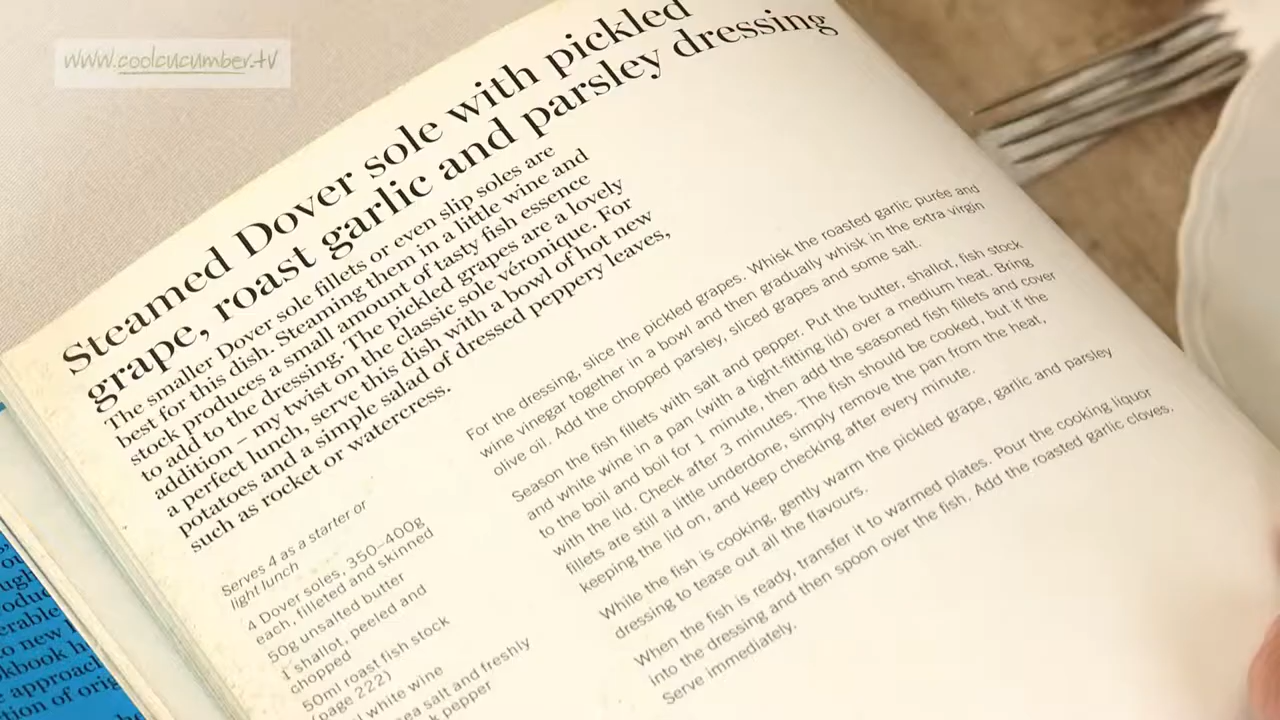 www.coolcucumber.tv
Steamed Dover sole with pickled
grape, roast garlic and parsley dressing
The smaller Dover sole fillets or even slip soles are
best for this dish. Steaming them in a little wine and
stock produces a small amount of tasty fish essence
to add to the dressing. The pickled grapes are a lovely
addition – my twist on the classic sole véronique. For
a perfect lunch, serve this dish with a bowl of hot new
potatoes and a simple salad of dressed peppery leaves,
such as rocket or watercress.
Serves 4 as a starter or
light lunch
4 Dover soles, 350–400g
each, filleted and skinned
50g unsalted butter
1 shallot, peeled and
chopped
50ml roast fish stock
(page 222)
white wine
sea salt and freshly
pepper
For the dressing, slice the pickled grapes. Whisk the roasted garlic purée and
wine vinegar together in a bowl and then gradually whisk in the extra virgin
olive oil. Add the chopped parsley, sliced grapes and some salt.
Season the fish fillets with salt and pepper. Put the butter, shallot, fish stock
and white wine in a pan (with a tight-fitting lid) over a medium heat. Bring
to the boil and boil for 1 minute, then add the seasoned fish fillets and cover
with the lid. Check after 3 minutes. The fish should be cooked, but if the
fillets are still a little underdone, simply remove the pan from the heat,
keeping the lid on, and keep checking after every minute.
While the fish is cooking, gently warm the pickled grape, garlic and parsley
dressing to tease out all the flavours.
When the fish is ready, transfer it to warmed plates. Pour the cooking liquor
into the dressing and then spoon over the fish. Add the roasted garlic cloves.
Serve immediately.